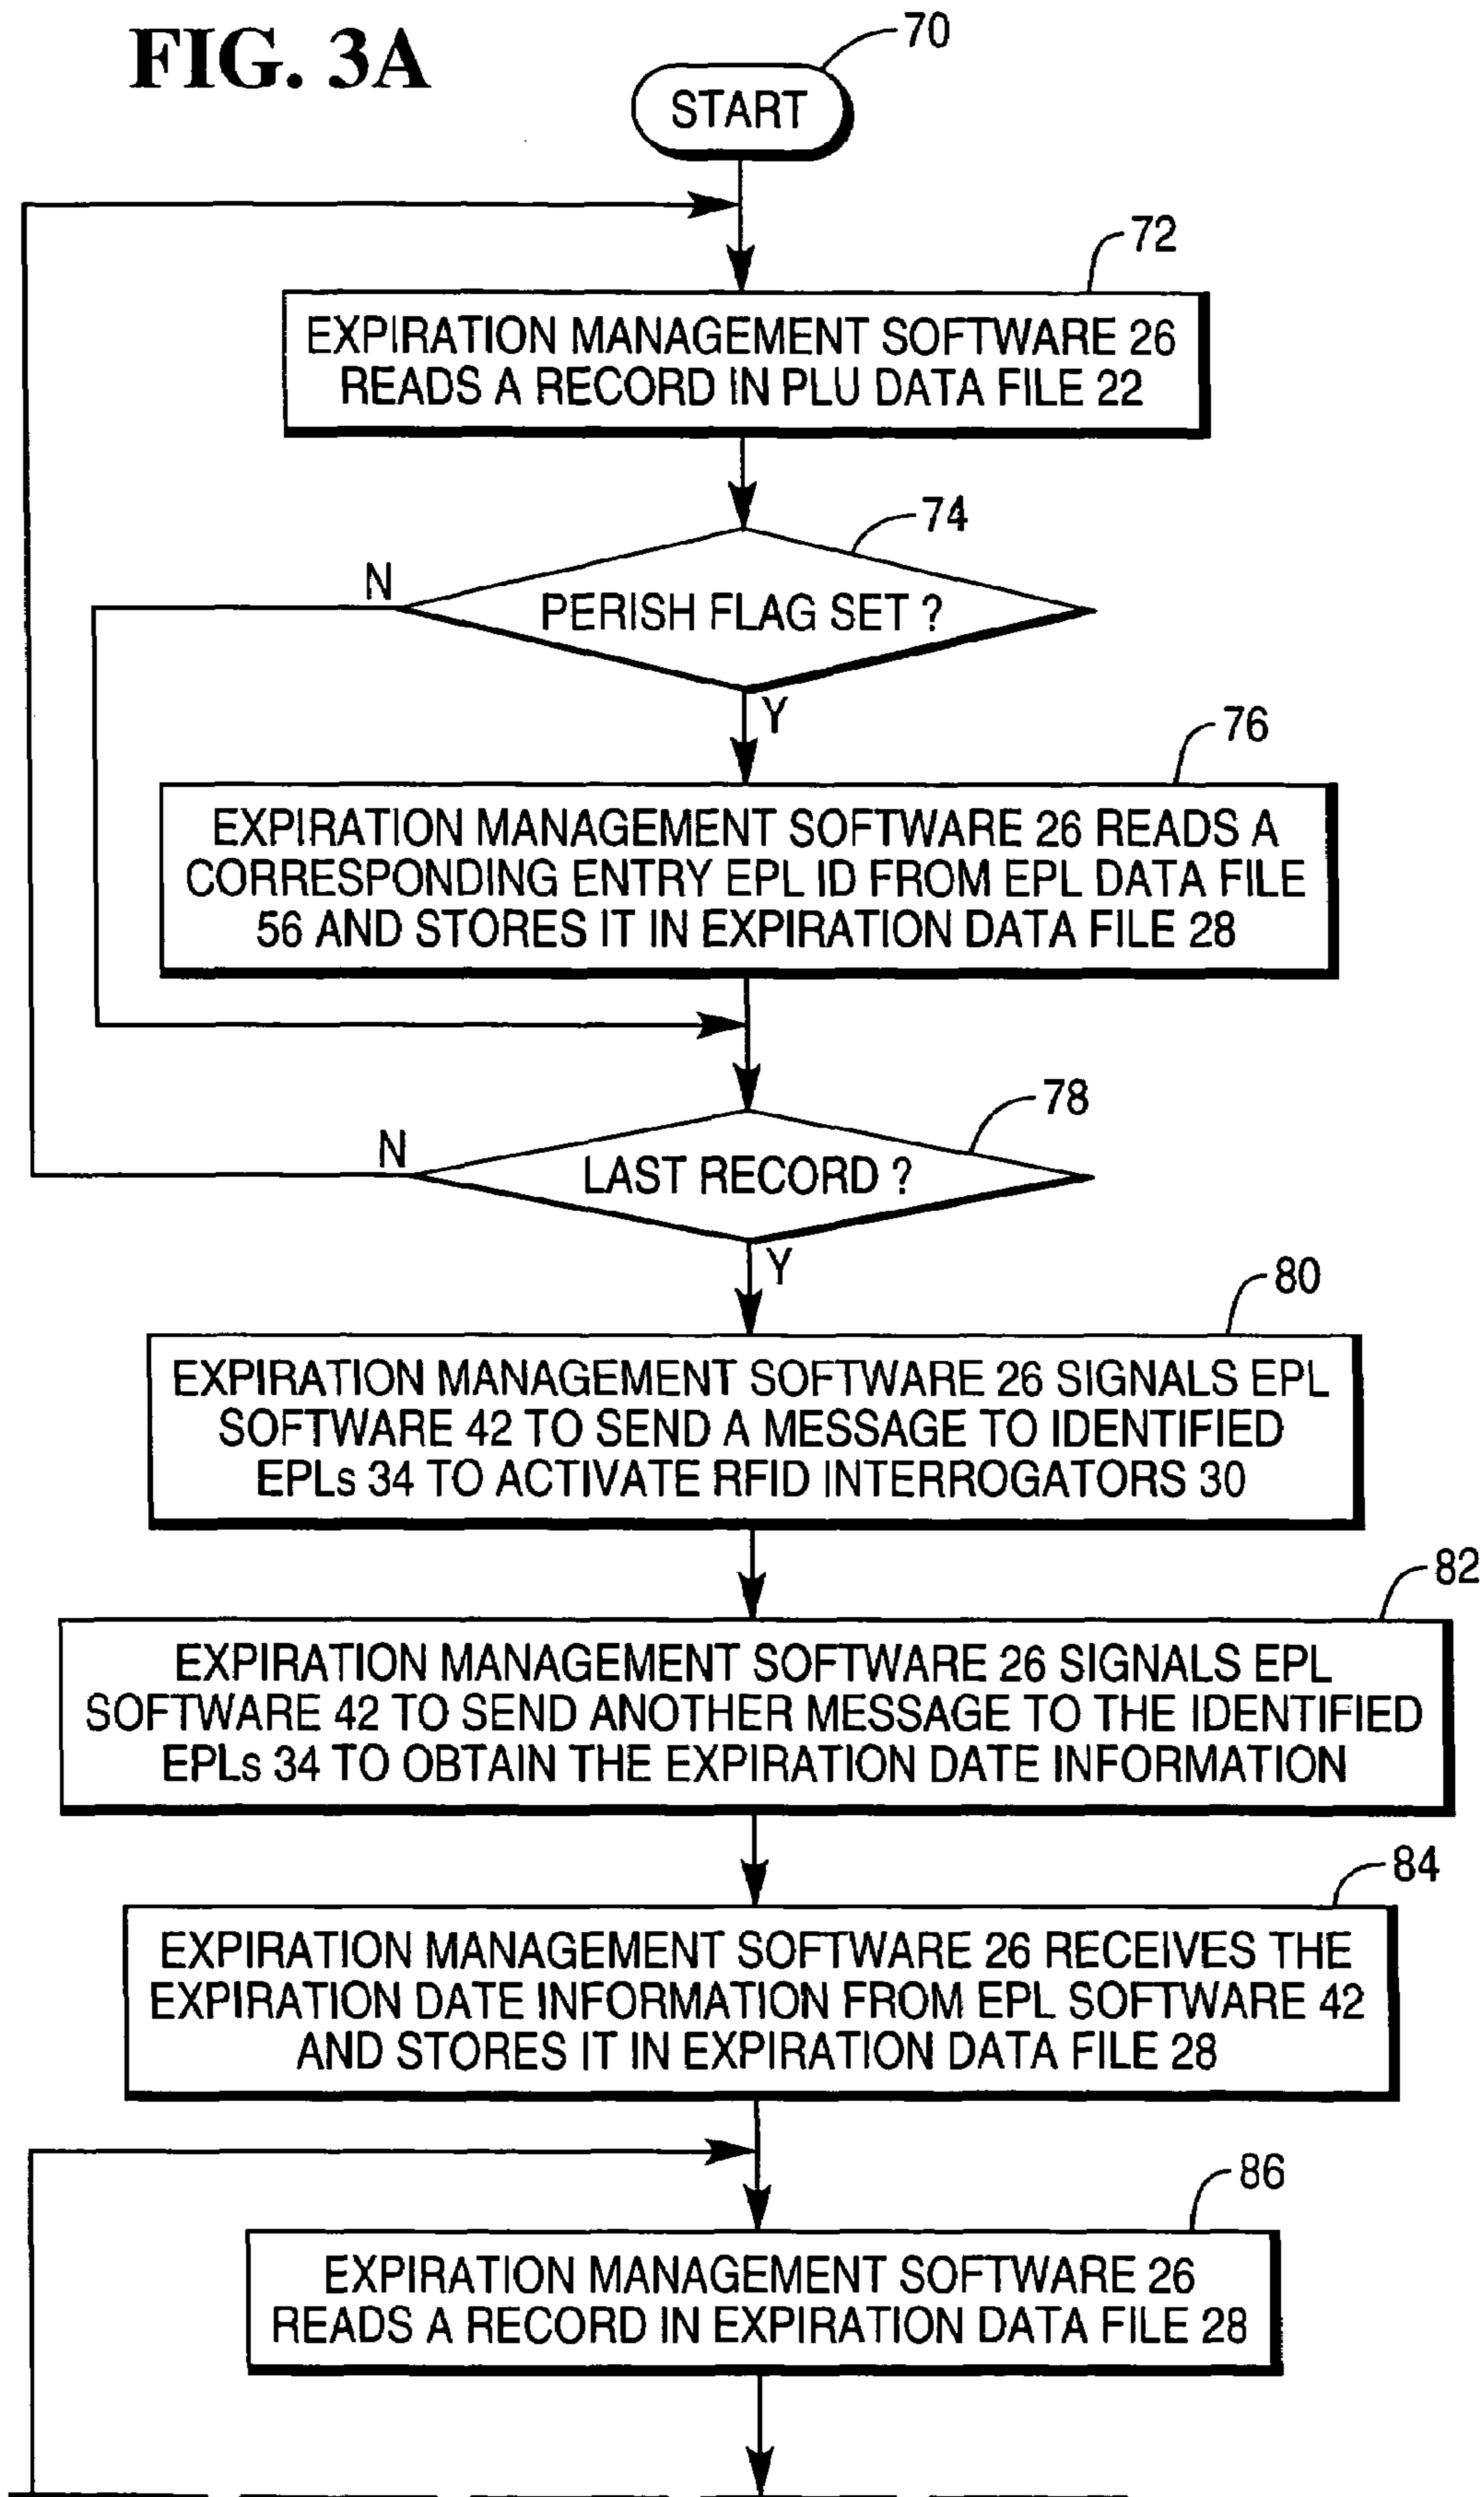 FIG. 3A
70
START
72
EXPIRATION MANAGEMENT SOFTWARE 26
READS A RECORD IN PLU DATA FILE 22
74
N
PERISH FLAG SET ?
Y
76
EXPIRATION MANAGEMENT SOFTWARE 26 READS A
CORRESPONDING ENTRY EPL ID FROM EPL DATA FILE
56 AND STORES IT IN EXPIRATION DATA FILE 28
78
N
LAST RECORD ?
Y
80
EXPIRATION MANAGEMENT SOFTWARE 26 SIGNALS EPL
SOFTWARE 42 TO SEND A MESSAGE TO IDENTIFIED
EPLs 34 TO ACTIVATE RFID INTERROGATORS 30
82
EXPIRATION MANAGEMENT SOFTWARE 26 SIGNALS EPL
SOFTWARE 42 TO SEND ANOTHER MESSAGE TO THE IDENTIFIED
EPLs 34 TO OBTAIN THE EXPIRATION DATE INFORMATION
84
EXPIRATION MANAGEMENT SOFTWARE 26 RECEIVES THE
EXPIRATION DATE INFORMATION FROM EPL SOFTWARE 42
AND STORES IT IN EXPIRATION DATA FILE 28
86
EXPIRATION MANAGEMENT SOFTWARE 26
READS A RECORD IN EXPIRATION DATA FILE 28